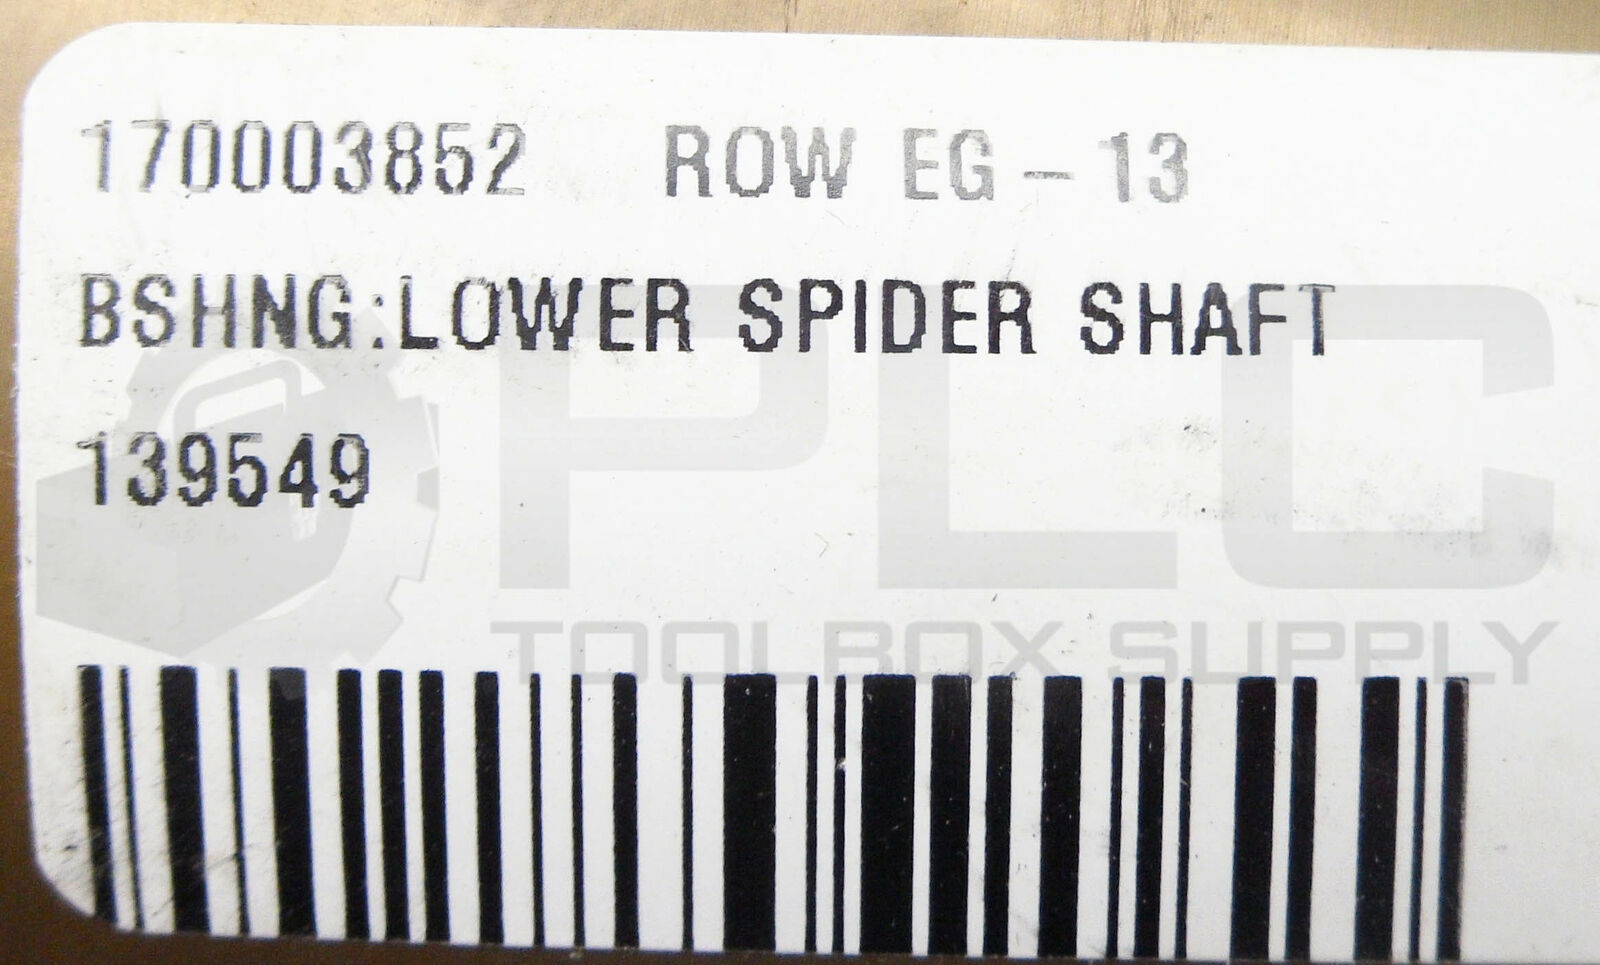 170003852 ROW EG-13
BSHNG:LOWER SPIDER SHAFT
139549
PLC
TOOLBOX SUPPLY